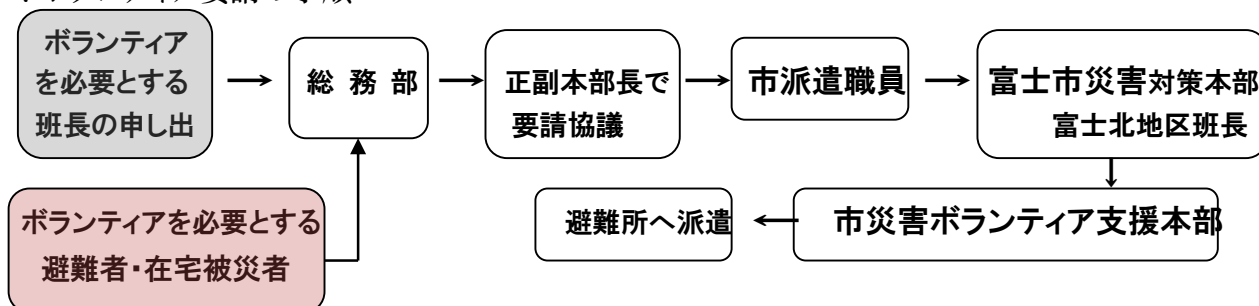 ボランティア
を必要とする
班長の申し出
総 務 部
正副本部長で
要請協議
市派遣職員
富士市災害対策本部
富士北地区班長
ボランティアを必要とする
避難者・在宅被災者
避難所へ派遣
市災害ボランティア支援本部